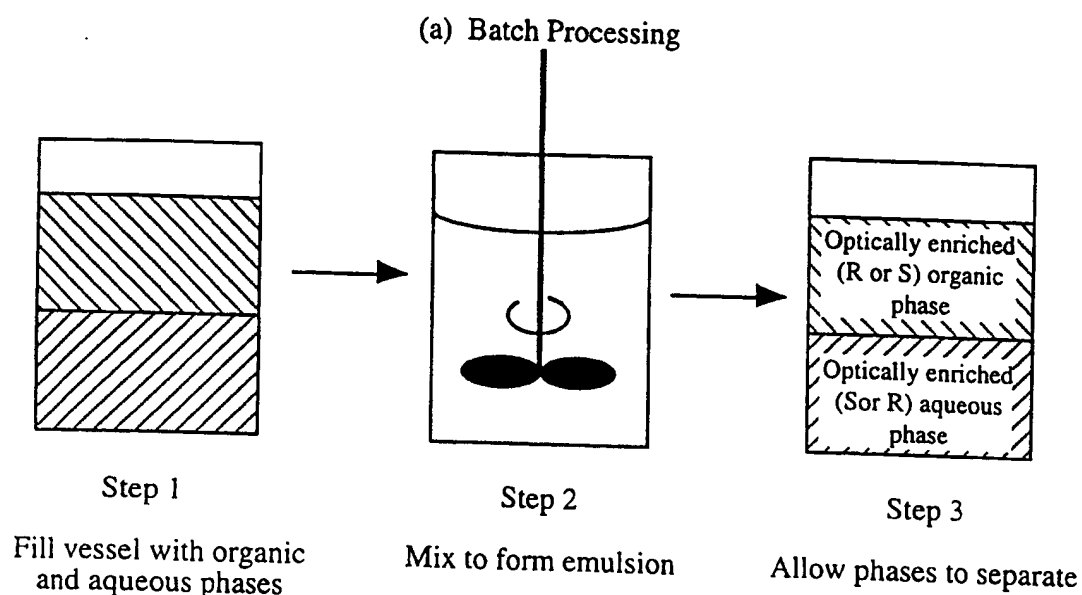 (a) Batch Processing
Optically enriched
(R or S) organic
phase
Optically enriched
(Sor R) aqueous
phase
Step 1
Fill vessel with organic
and aqueous phases
Step 2
Mix to form emulsion
Step 3
Allow phases to separate